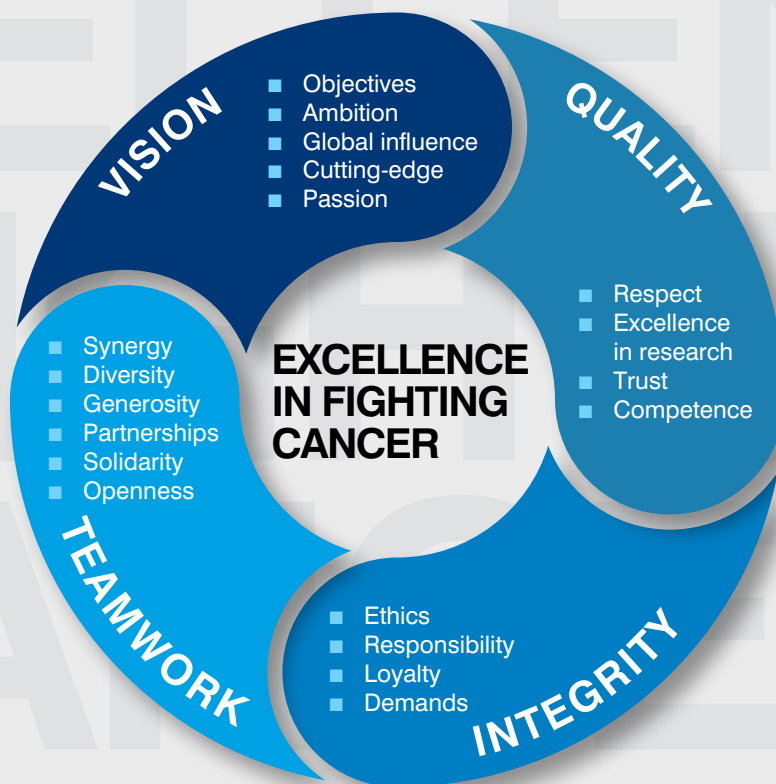 VISION
Objectives
Ambition
Global influence
Cutting-edge
Passion
QUALITY
Respect
Excellence
in research
Trust
Competence
EXCELLENCE
IN FIGHTING
CANCER
Synergy
Diversity
Generosity
Partnerships
Solidarity
Openness
TEAMWORK
Ethics
Responsibility
Loyalty
Demands
INTEGRITY